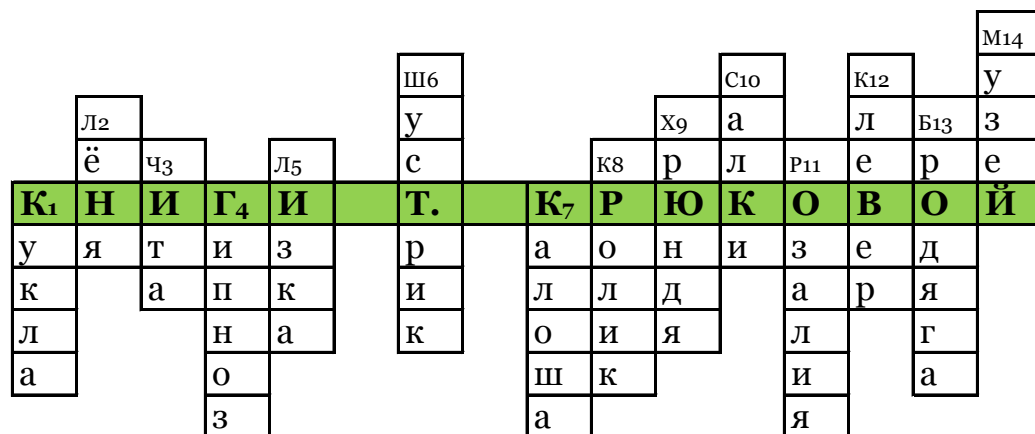 М14
Ш6 С10 К12 у
Л2 у Х9 а л Б13 з
ё Ч3 Л5 с К8 р л Р11 е р е
К1 Н И Г4 И Т. К7 Р Ю К О В О Й
у я т и з р а о н и з е д
к а п к и л л д а р я
л н а к о и я л г
а о ш к и а
з а я